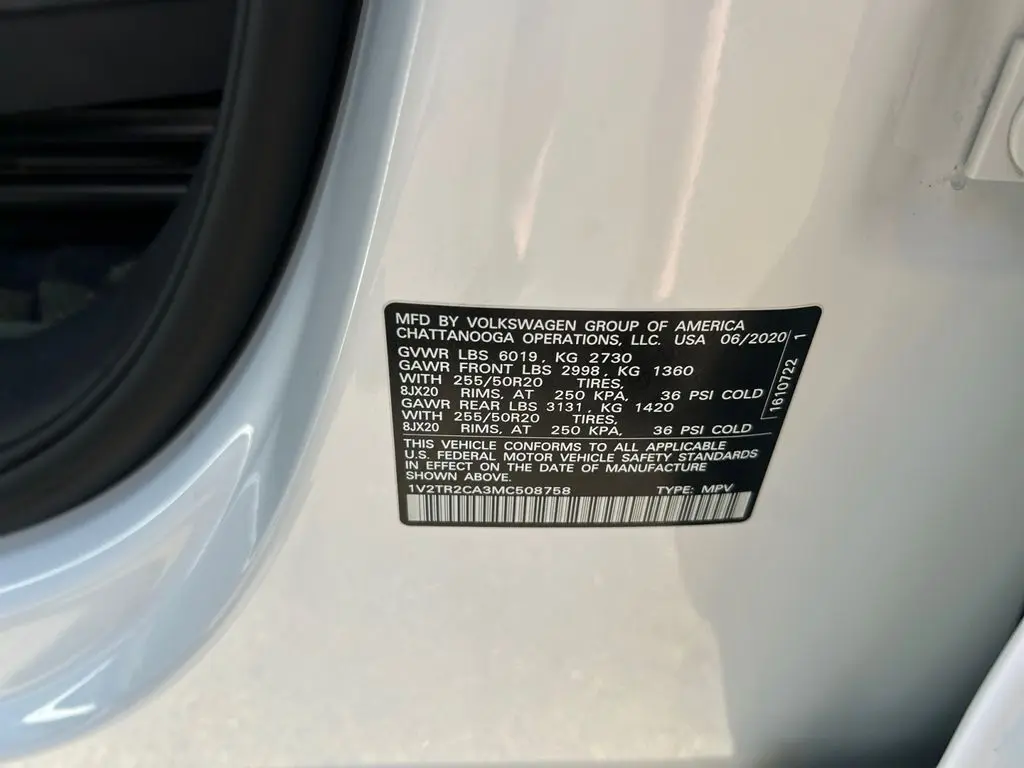 MFD BY VOLKSWAGEN GROUP OF AMERICA
CHATTANOOGA OPERATIONS, LLC. USA 06/2020
GVWR LBS 6019, KG 2730
GAWR FRONT LBS 2998, KG 1360
WITH 255/50R20 TIRES,
8JX20 RIMS, AT 250 KPA, 36 PSI COLD
GAWR REAR LBS 3131, KG 1420
WITH 255/50R20 TIRES,
8JX20 RIMS, AT 250 KPA, 36 PSI COLD
THIS VEHICLE CONFORMS TO ALL APPLICABLE
U.S. FEDERAL MOTOR VEHICLE SAFETY STANDARDS
IN EFFECT ON THE DATE OF MANUFACTURE
SHOWN ABOVE.
1V2TR2CA3MC508758 TYPE: MPV
1610722 1